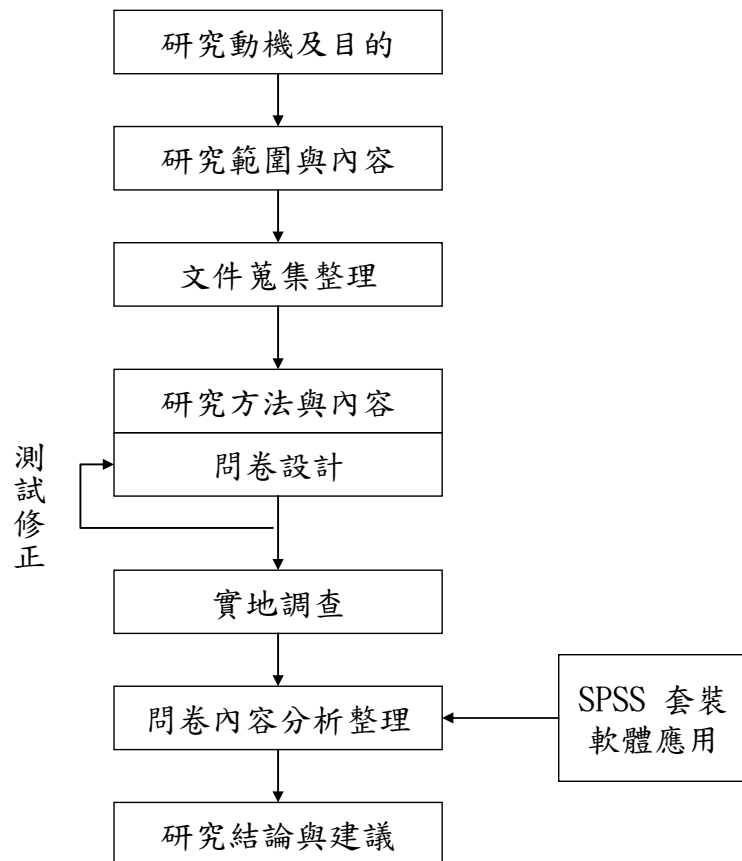 研究動機及目的
研究範圍與內容
文件蒐集整理
研究方法與內容
問卷設計
測試修正
實地調查
問卷內容分析整理
SPSS 套裝
軟體應用
研究結論與建議